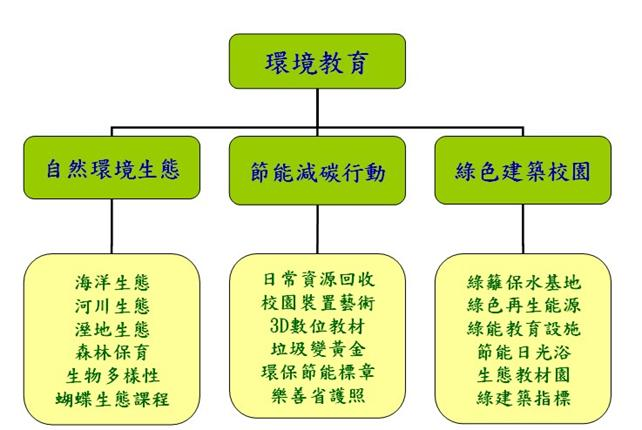 環境教育
自然環境生態
節能減碳行動
綠色建築校園
海洋生態
河川生態
溼地生態
森林保育
生物多樣性
蝴蝶生態課程
日常資源回收
校園裝置藝術
3D數位教材
垃圾變黃金
環保節能標章
樂善省護照
綠籬保水基地
綠色再生能源
綠能教育設施
節能日光浴
生態教材園
綠建築指標